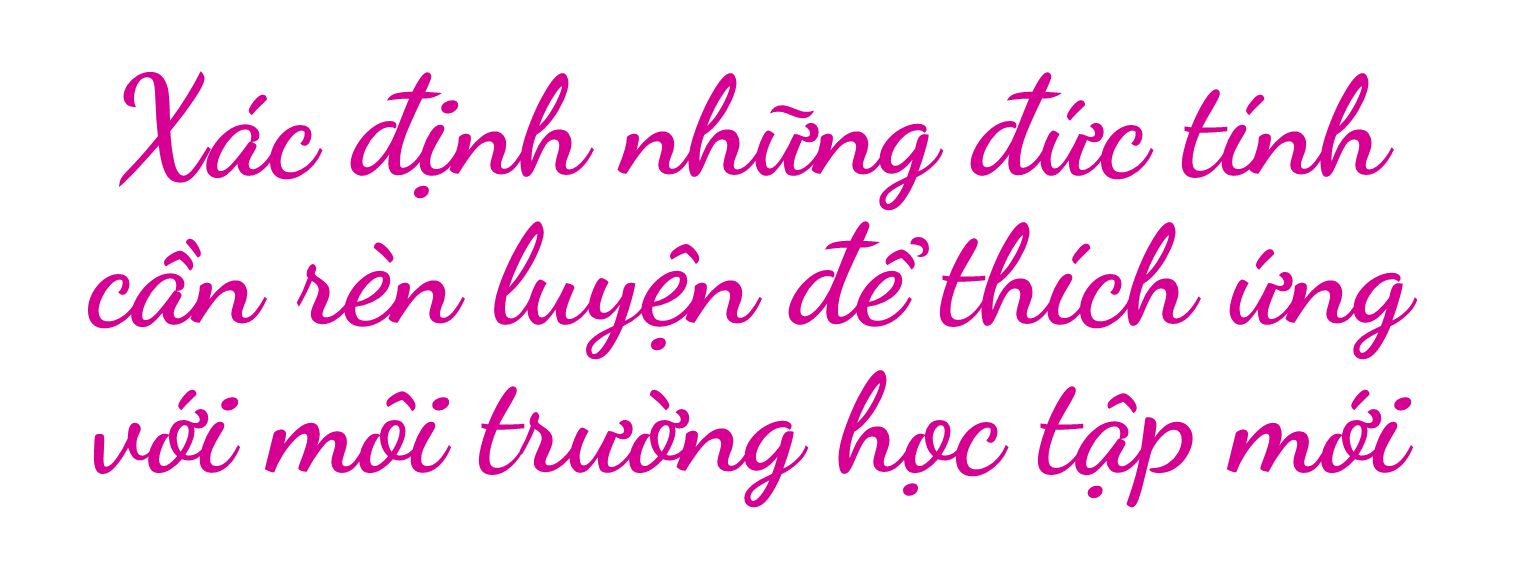 Xác định những đức tính
cần rèn luyện để thích ứng
với môi trường học tập mới